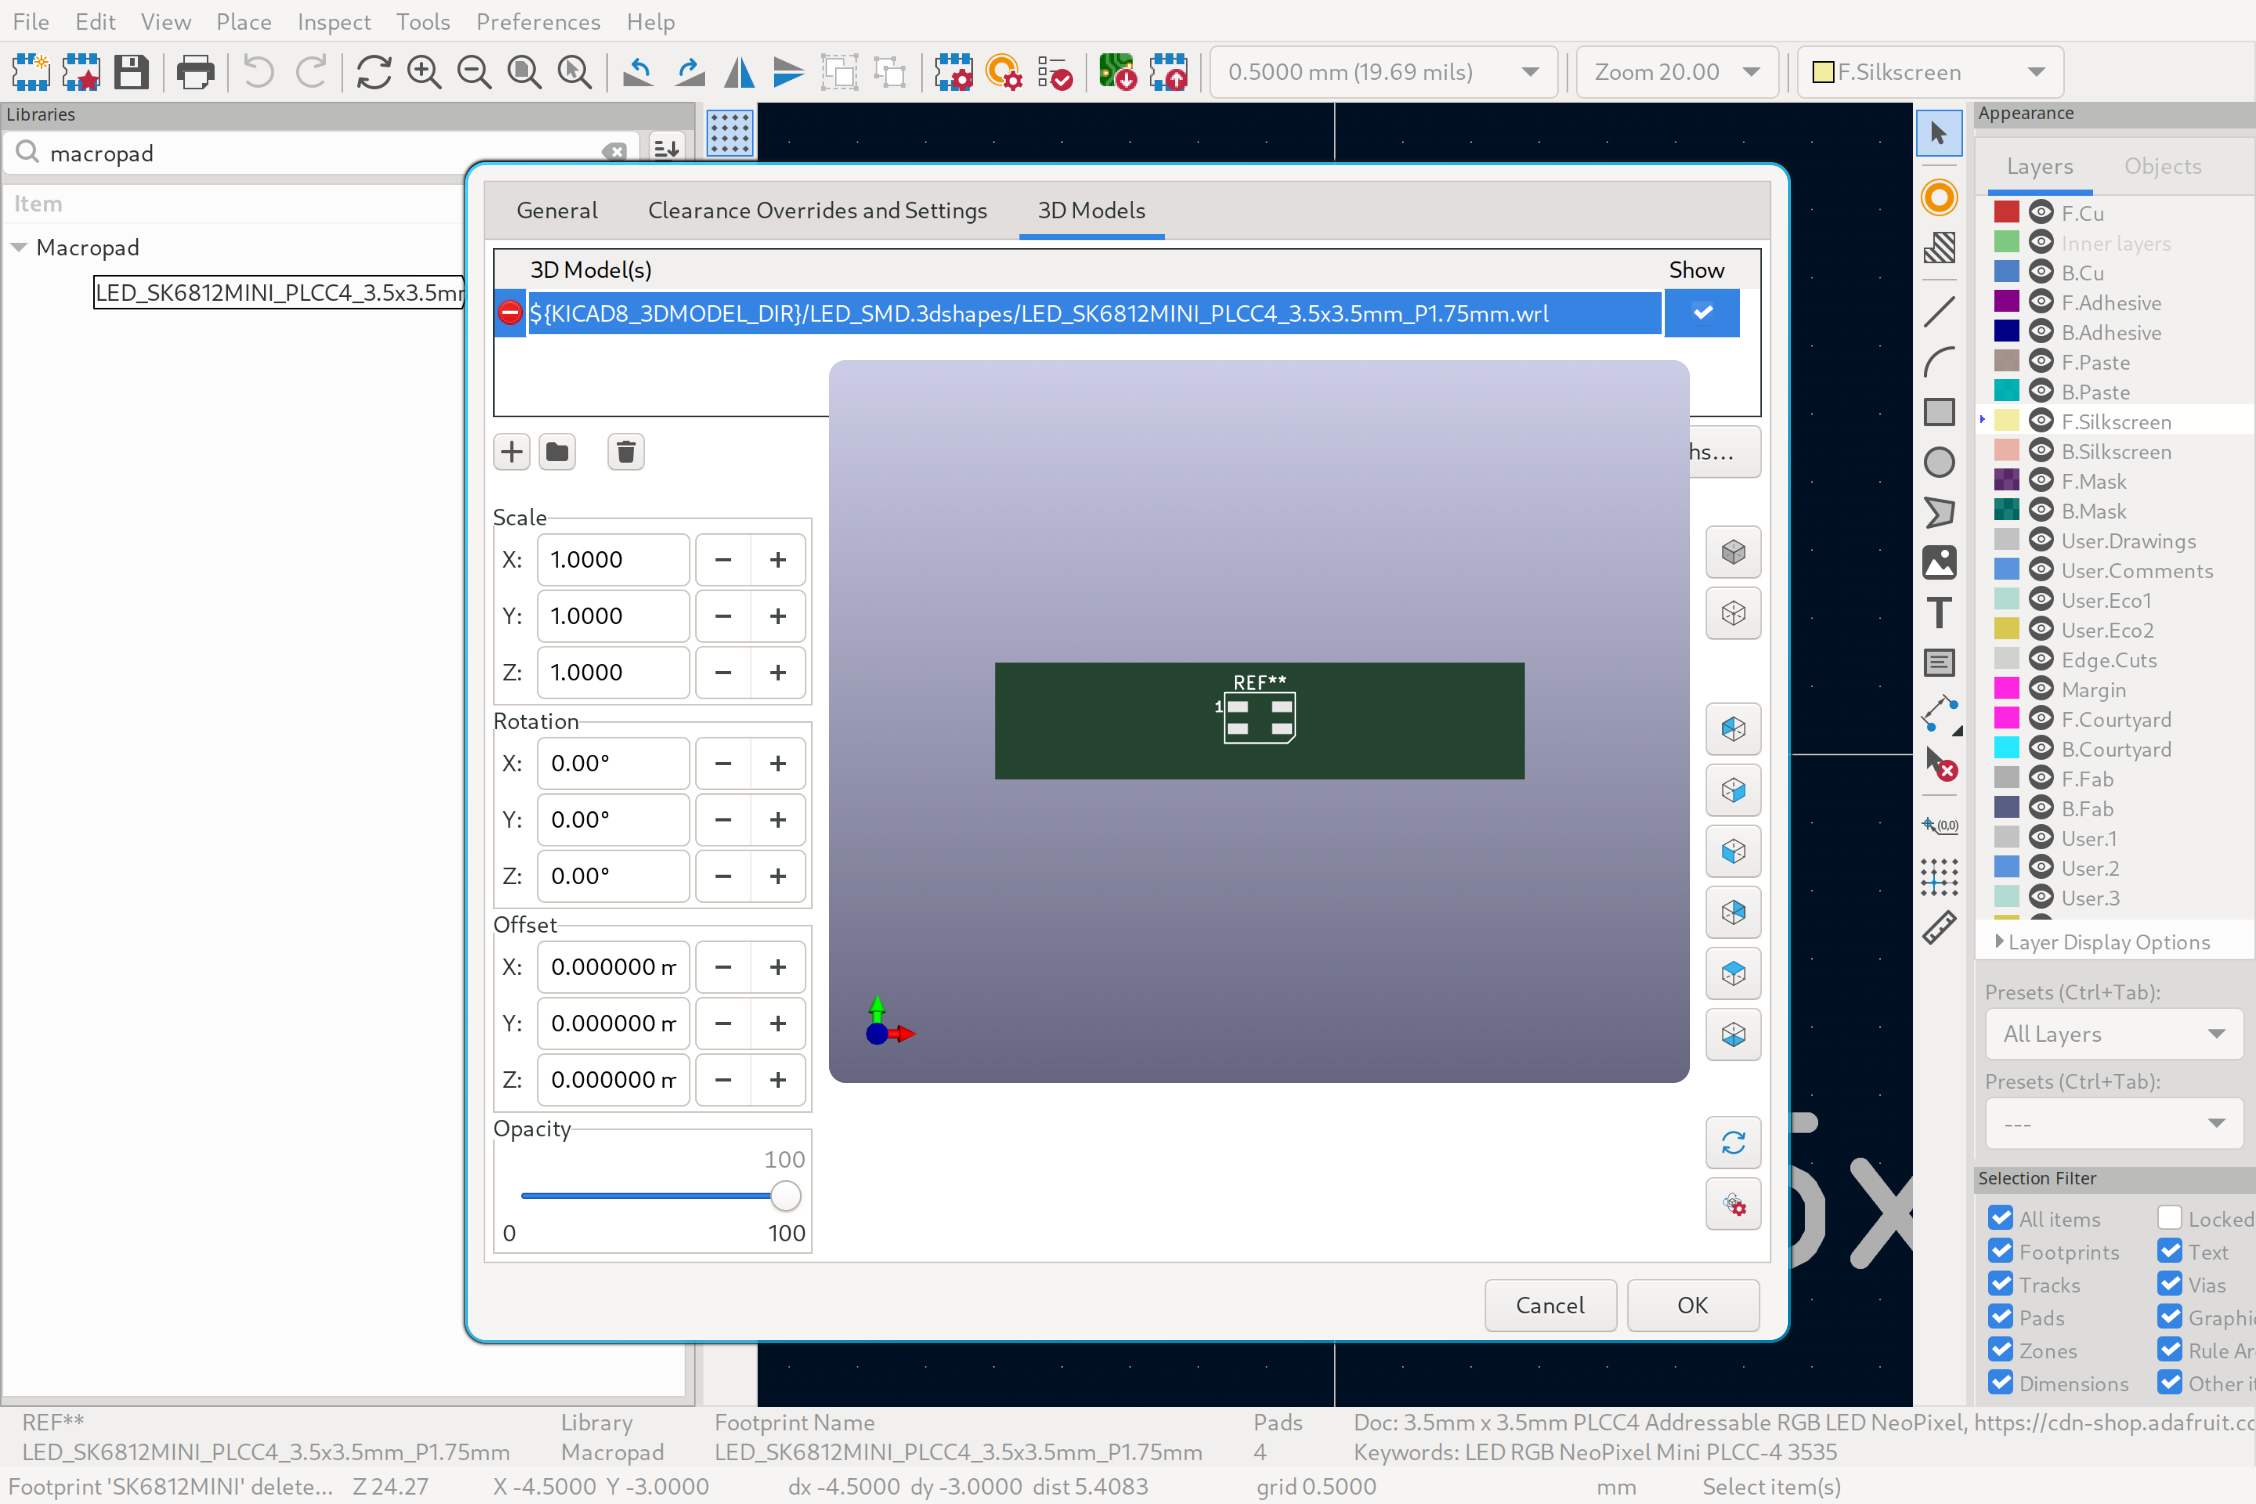 File Edit View Place Inspect Tools Preferences Help
0.5000 mm (19.69 mils)
Zoom 20.00
F.Silkscreen
Libraries
macropad
Item
Macropad
LED_SK6812MINI_PLCC4_3.5x3.5mm
General
Clearance Overrides and Settings
3D Models
3D Model(s)
Show
${KICAD8_3DMODEL_DIR}/LED_SMD.3dshapes/LED_SK6812MINI_PLCC4_3.5x3.5mm_P1.75mm.wrl
hs...
Scale
X: 1.0000 − +
Y: 1.0000 − +
Z: 1.0000 − +
Rotation
X: 0.00° − +
Y: 0.00° − +
Z: 0.00° − +
Offset
X: 0.000000 − +
Y: 0.000000 − +
Z: 0.000000 − +
Opacity
100
0 100
REF**
1
Cancel
OK
x
Appearance
Layers
Objects
F.Cu
Inner layers
B.Cu
F.Adhesive
B.Adhesive
F.Paste
B.Paste
F.Silkscreen
B.Silkscreen
F.Mask
B.Mask
User.Drawings
User.Comments
User.Eco1
User.Eco2
Edge.Cuts
Margin
F.Courtyard
B.Courtyard
F.Fab
B.Fab
User.1
User.2
User.3
Layer Display Options
Presets (Ctrl+Tab):
All Layers
Presets (Ctrl+Tab):
---
Selection Filter
All items Locked
Footprints Text
Tracks Vias
Pads Graphi
Zones Rule Ar
Dimensions Other it
(0,0)
T
REF** Library Footprint Name Pads Doc: 3.5mm x 3.5mm PLCC4 Addressable RGB LED NeoPixel, https://cdn-shop.adafruit.cc
LED_SK6812MINI_PLCC4_3.5x3.5mm_P1.75mm Macropad LED_SK6812MINI_PLCC4_3.5x3.5mm_P1.75mm 4 Keywords: LED RGB NeoPixel Mini PLCC-4 3535
Footprint 'SK6812MINI' delete... Z 24.27 X -4.5000 Y -3.0000 dx -4.5000 dy -3.0000 dist 5.4083 grid 0.5000 mm Select item(s)